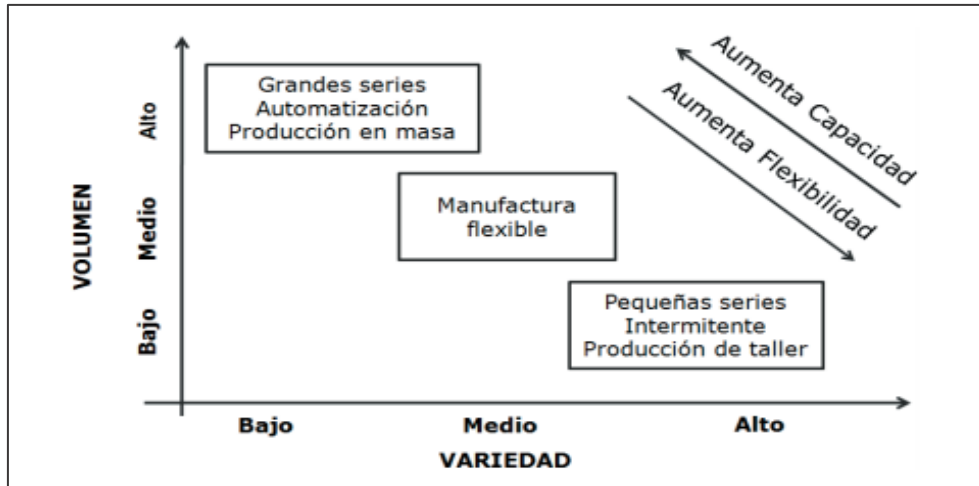 Grandes series
Automatización
Producción en masa
Aumenta Capacidad
Aumenta Flexibilidad
Manufactura
flexible
Pequeñas series
Intermitente
Producción de taller
VOLUMEN
Alto
Medio
Bajo
Bajo
Medio
Alto
VARIEDAD